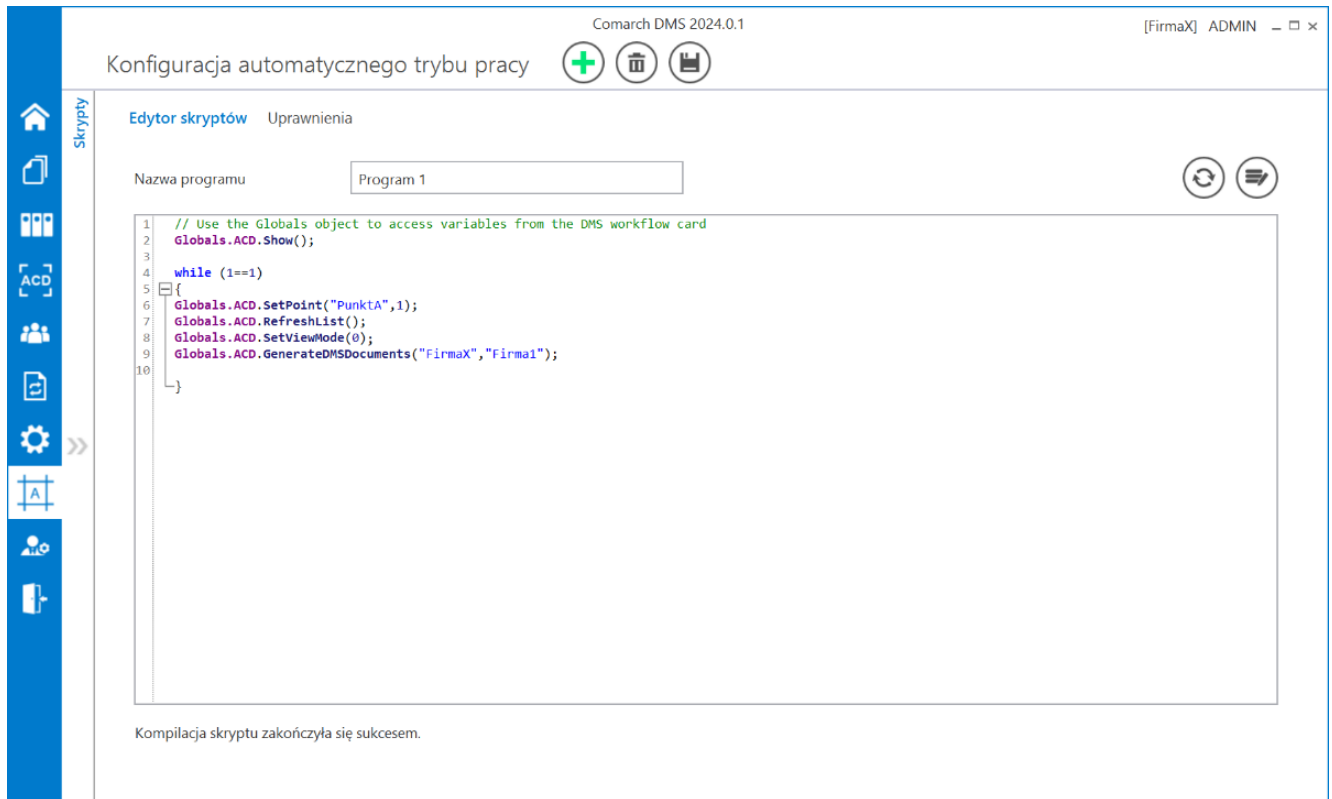 Comarch DMS 2024.0.1
[FirmaX] ADMIN
Konfiguracja automatycznego trybu pracy
Skrypty
Edytor skryptów Uprawnienia
Nazwa programu Program 1
1 // Use the Globals object to access variables from the DMS workflow card
2 Globals.ACD.Show();
3
4 while (1==1)
5 {
6 Globals.ACD.SetPoint("PunktA",1);
7 Globals.ACD.RefreshList();
8 Globals.ACD.SetViewMode(0);
9 Globals.ACD.GenerateDMSDocuments("FirmaX","Firma1");
10
}
ACD
A
Kompilacja skryptu zakończyła się sukcesem.